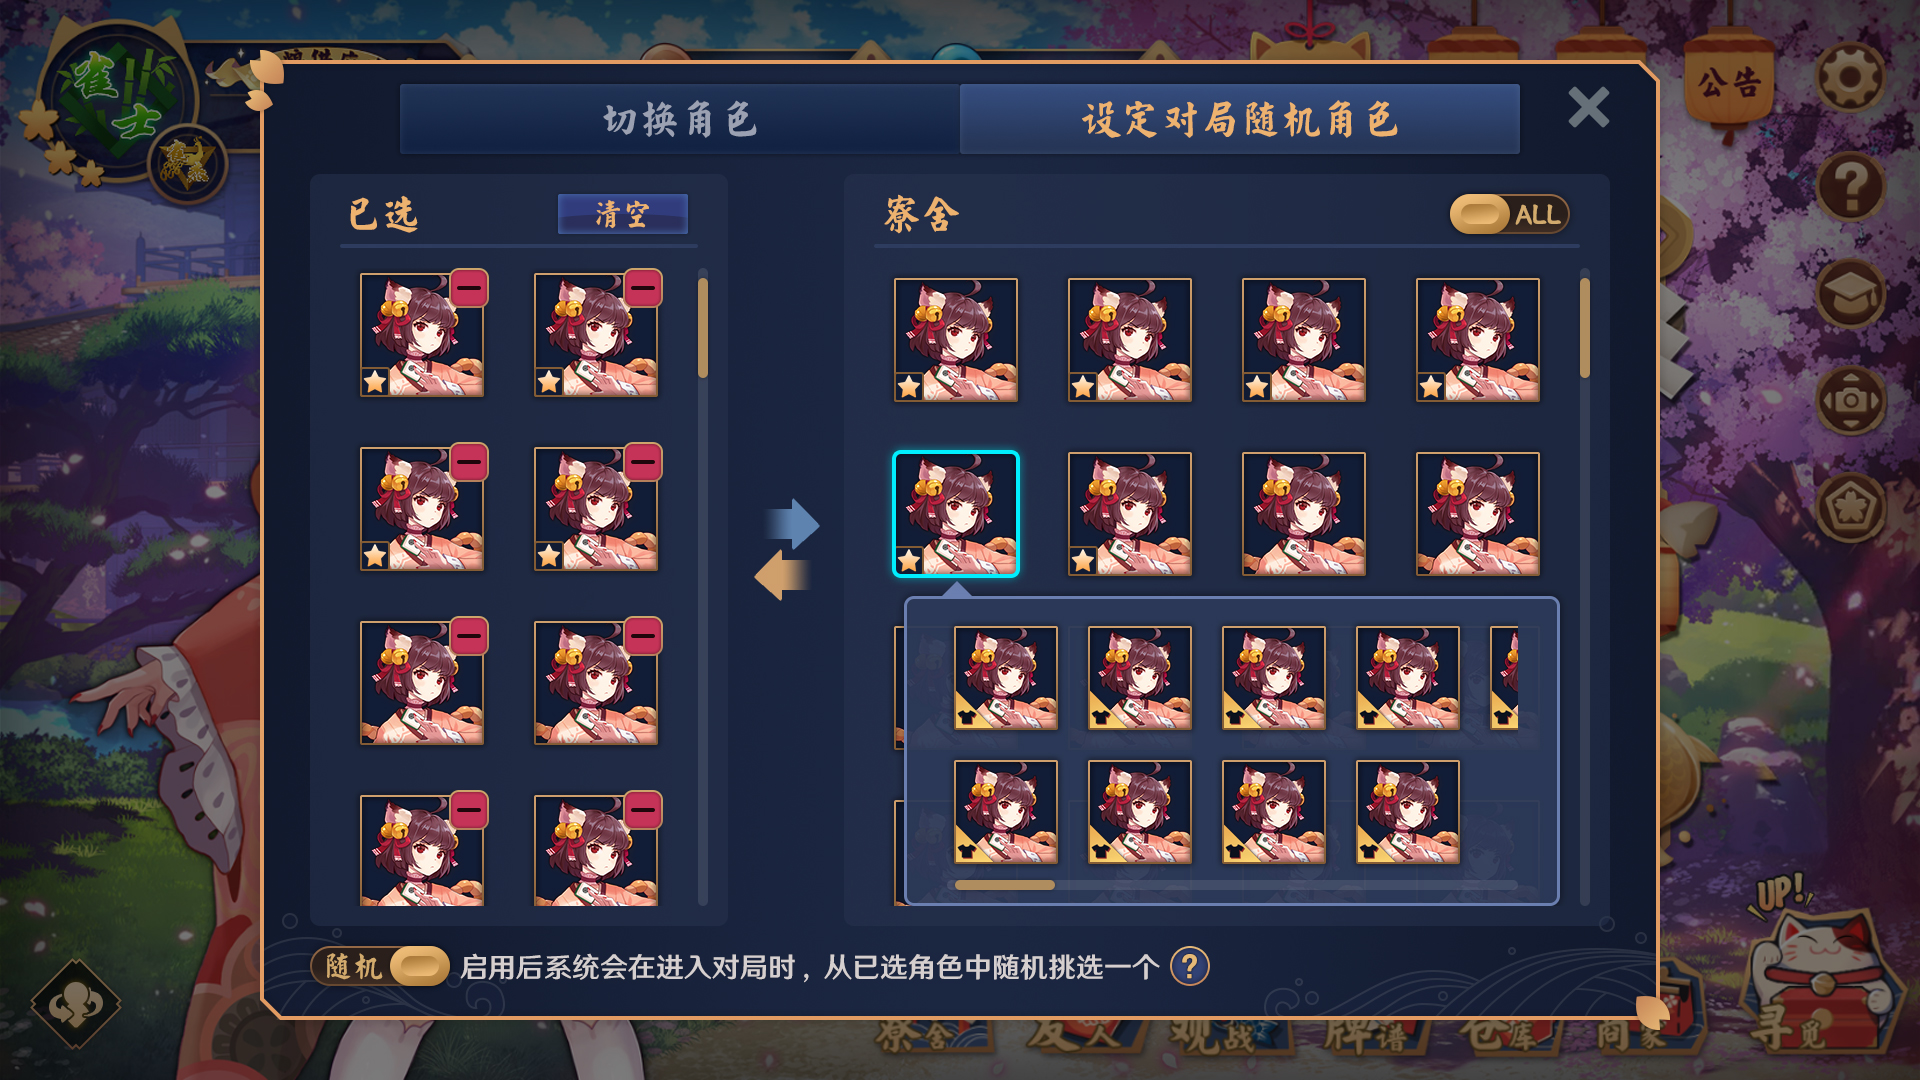 雀士
公告
切换角色
设定对局随机角色
已选
清空
寮舍
ALL
随机
启用后系统会在进入对局时，从已选角色中随机挑选一个
?
UP!
寮舍
友人
观战
牌谱
仓库
商家
寻觅